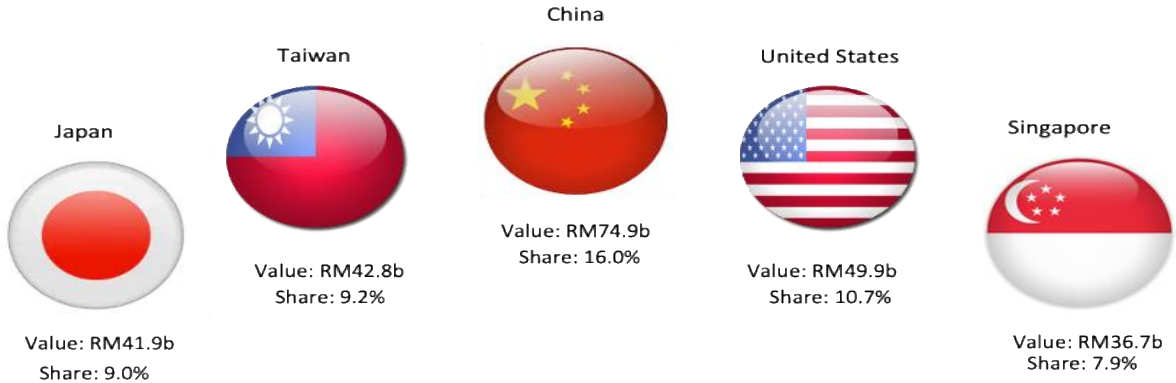 Japan
Value: RM41.9b
Share: 9.0%
Taiwan
Value: RM42.8b
Share: 9.2%
China
Value: RM74.9b
Share: 16.0%
United States
Value: RM49.9b
Share: 10.7%
Singapore
Value: RM36.7b
Share: 7.9%